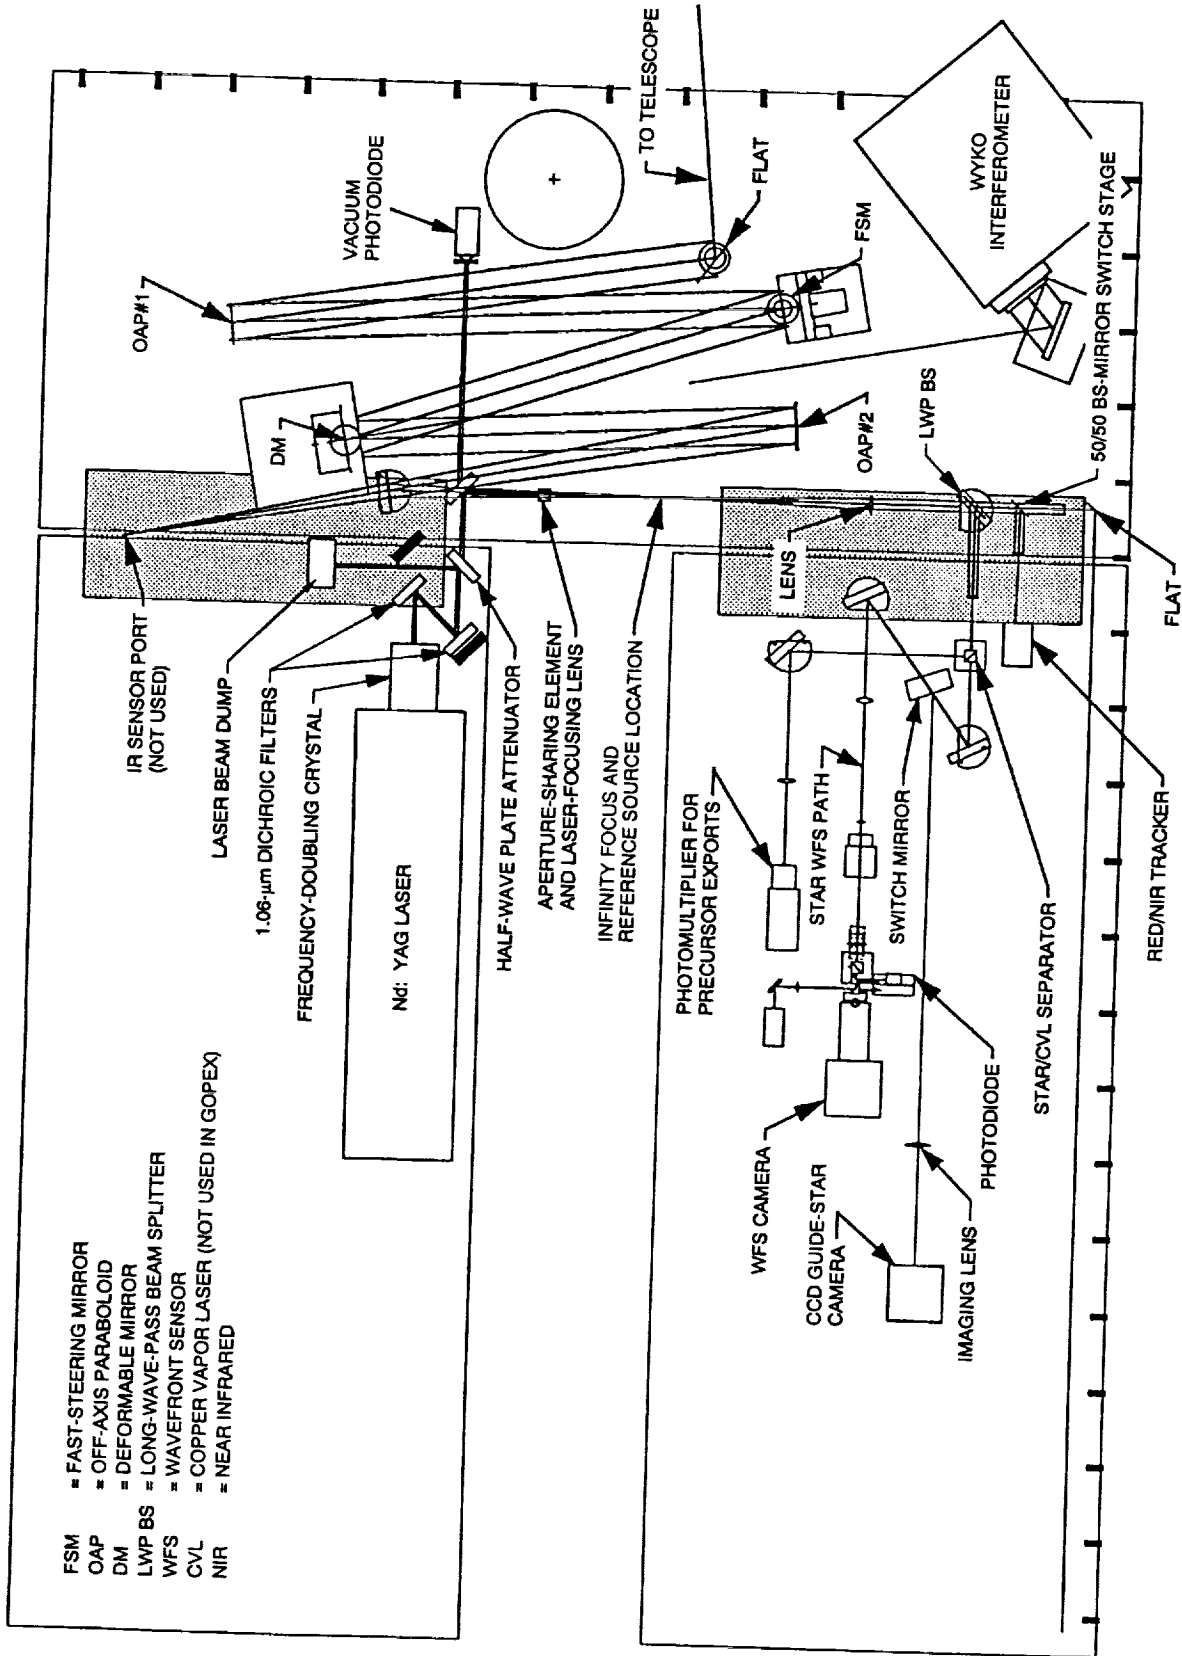 FSM = FAST-STEERING MIRROR
OAP = OFF-AXIS PARABOLOID
DM = DEFORMABLE MIRROR
LWP BS = LONG-WAVE-PASS BEAM SPLITTER
WFS = WAVEFRONT SENSOR
CVL = COPPER VAPOR LASER (NOT USED IN GOPEX)
NIR = NEAR INFRARED
IR SENSOR PORT
(NOT USED)
LASER BEAM DUMP
1.06-µm DICHROIC FILTERS
FREQUENCY-DOUBLING CRYSTAL
Nd: YAG LASER
HALF-WAVE PLATE ATTENUATOR
APERTURE-SHARING ELEMENT
AND LASER-FOCUSING LENS
INFINITY FOCUS AND
REFERENCE SOURCE LOCATION
OAP#1
VACUUM
PHOTODIODE
DM
TO TELESCOPE
FLAT
FSM
WYKO
INTERFEROMETER
OAP#2
LWP BS
50/50 BS-MIRROR SWITCH STAGE
LENS
FLAT
PHOTOMULTIPLIER FOR
PRECURSOR EXPORTS
STAR WFS PATH
SWITCH MIRROR
WFS CAMERA
CCD GUIDE-STAR
CAMERA
IMAGING LENS
PHOTODIODE
STAR/CVL SEPARATOR
RED/NIR TRACKER